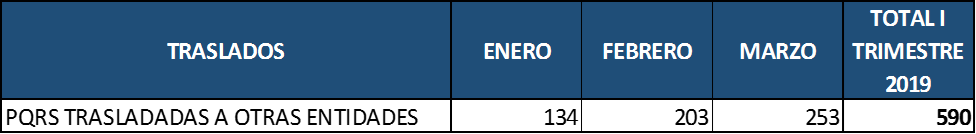 TRASLADOS ENERO FEBRERO MARZO TOTAL I
TRIMESTRE
2019
PQRS TRASLADADAS A OTRAS ENTIDADES 134 203 253 590